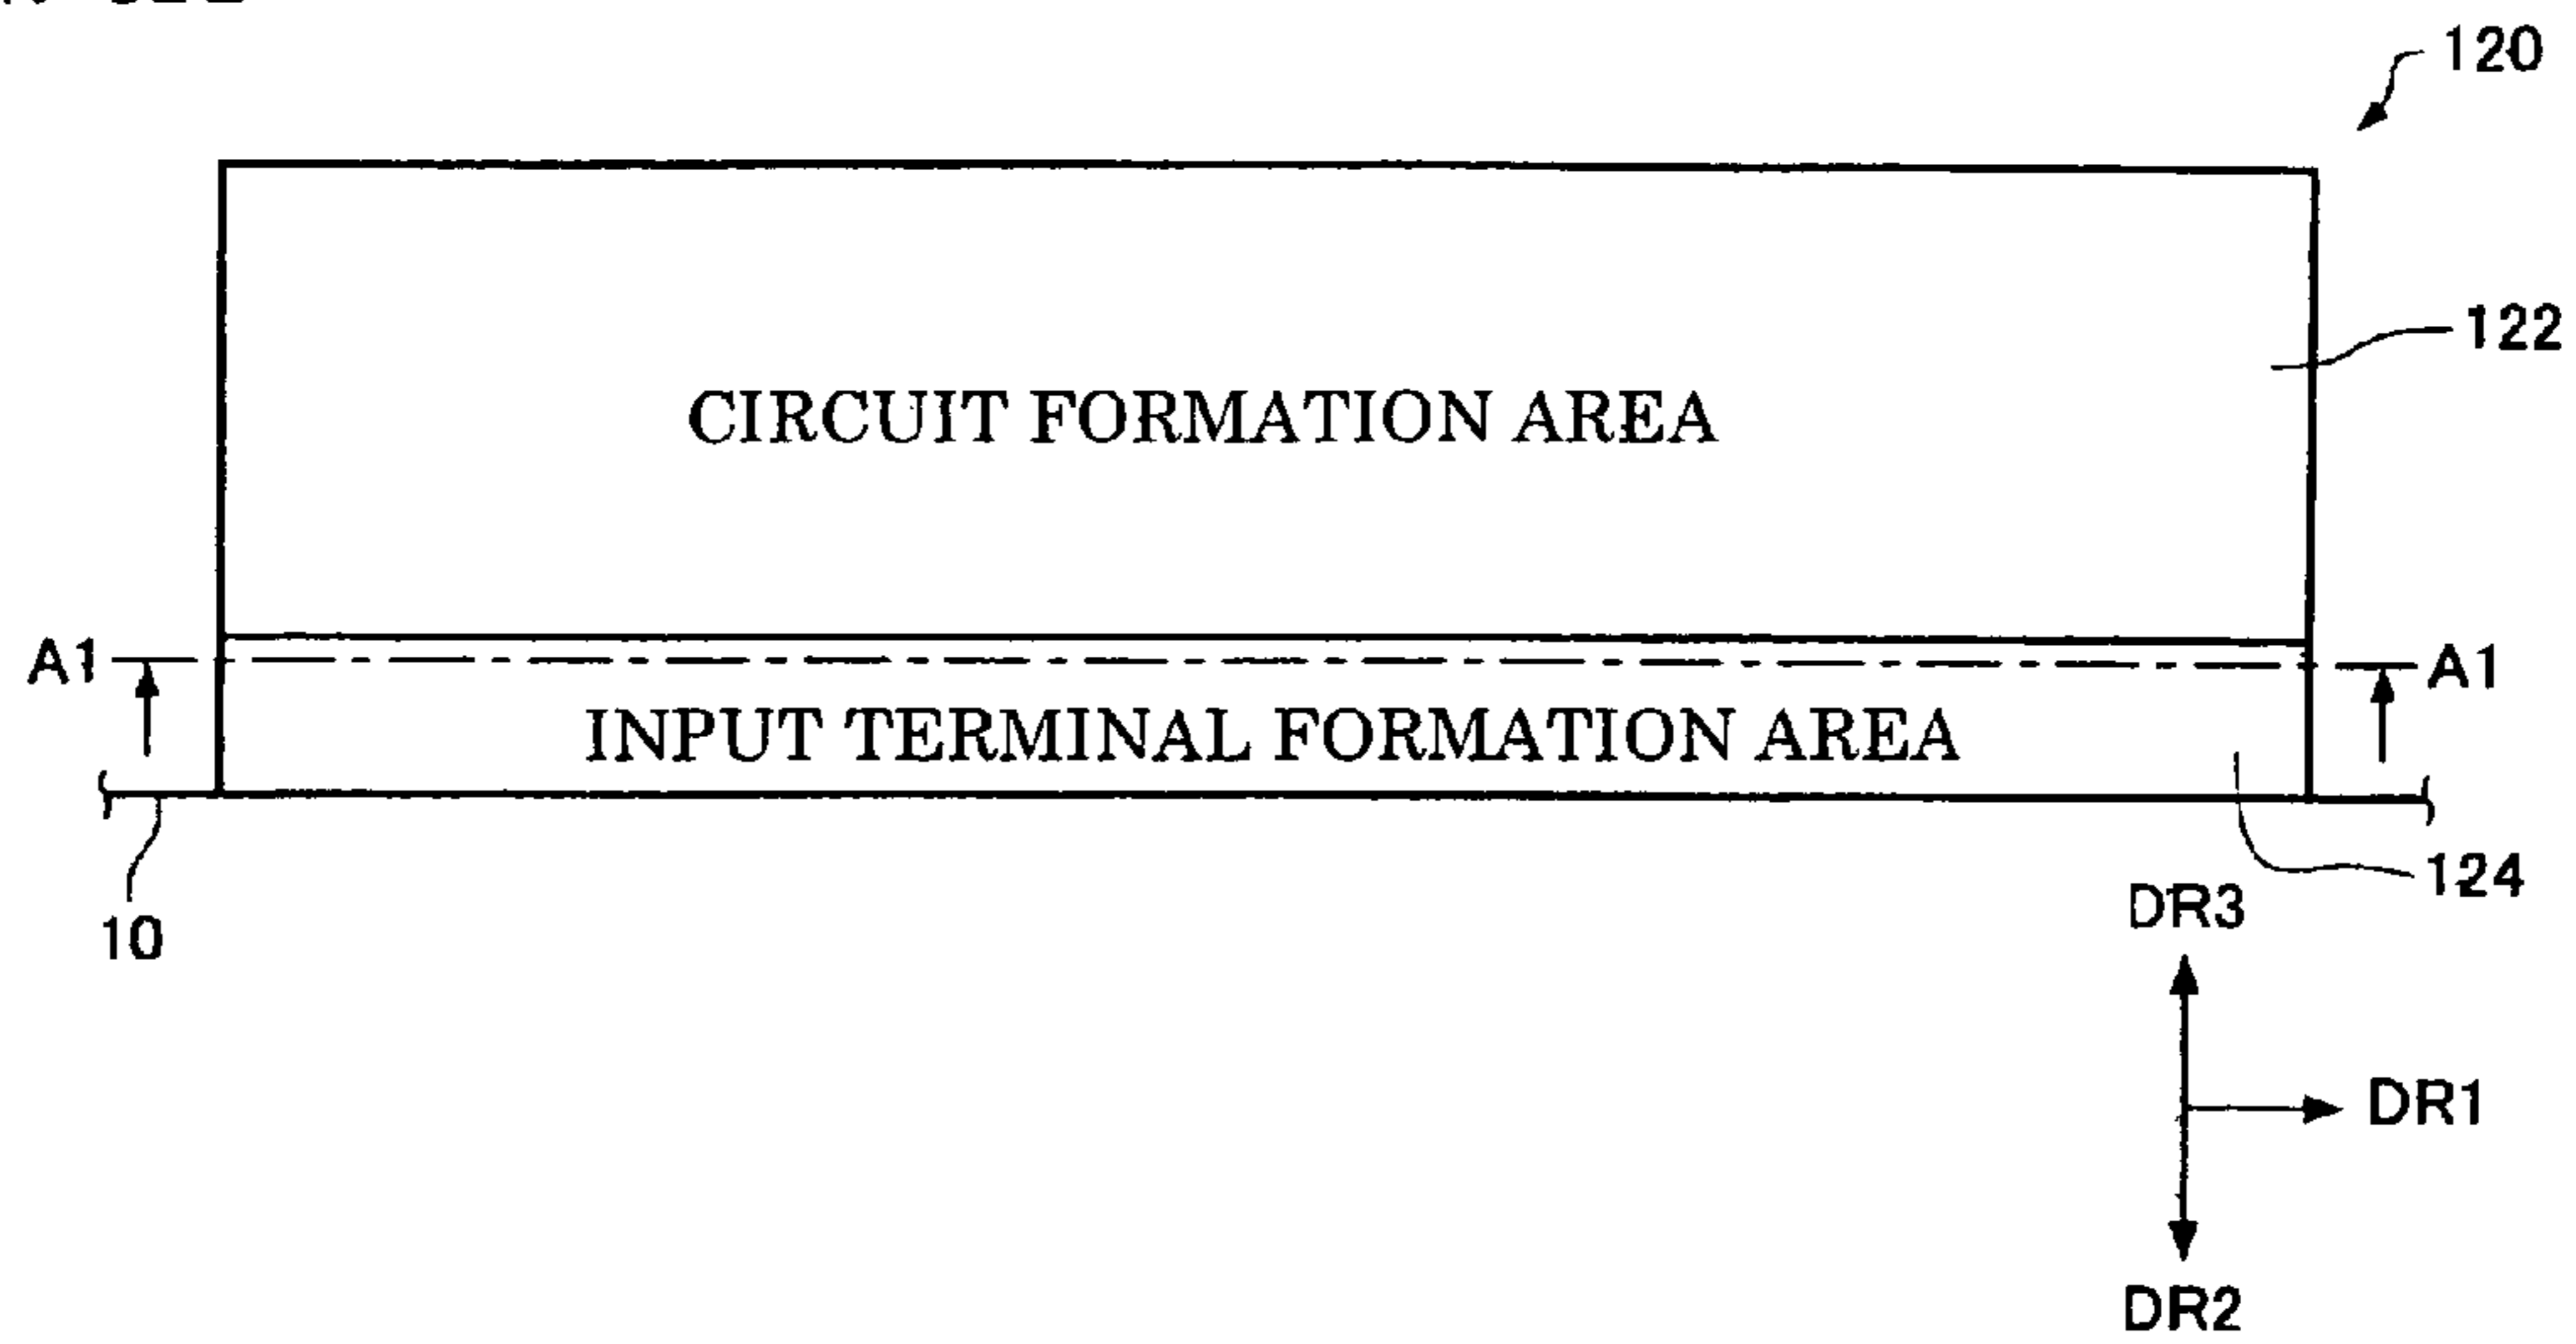 120
122
CIRCUIT FORMATION AREA
A1 A1
INPUT TERMINAL FORMATION AREA
124
10
DR3
DR1
DR2